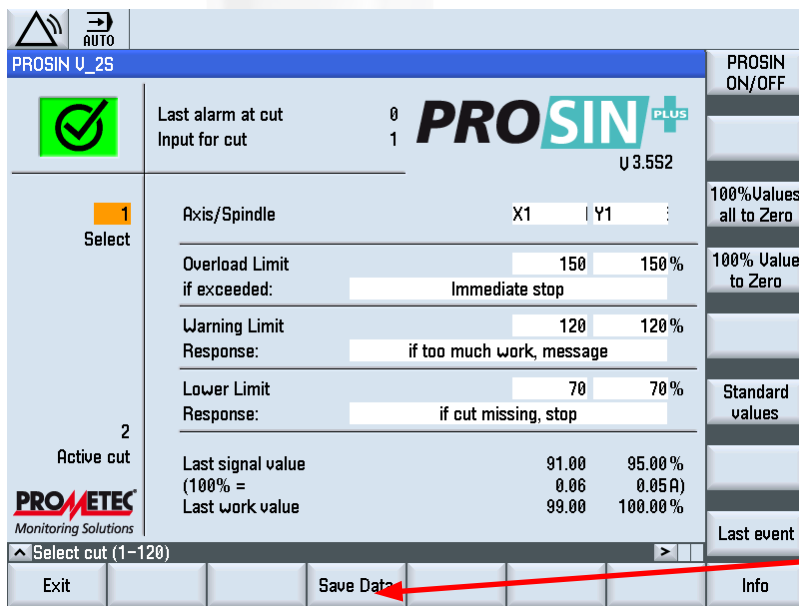 AUTO
PROSIN V_2S
PROSIN
ON/OFF
Last alarm at cut 0
Input for cut 1
PROSIN PLUS
V 3.5S2
1
Select
Axis/Spindle X1 Y1
100%Values
all to Zero
Overload Limit 150 150%
if exceeded: Immediate stop
100% Value
to Zero
Warning Limit 120 120%
Response: if too much work, message
Lower Limit 70 70%
Response: if cut missing, stop
Standard
values
2
Active cut
Last signal value 91.00 95.00%
(100% = 0.06 0.05A)
Last work value 99.00 100.00%
PROMETEC
Monitoring Solutions
Last event
Select cut (1-120)
Exit
Save Data
Info